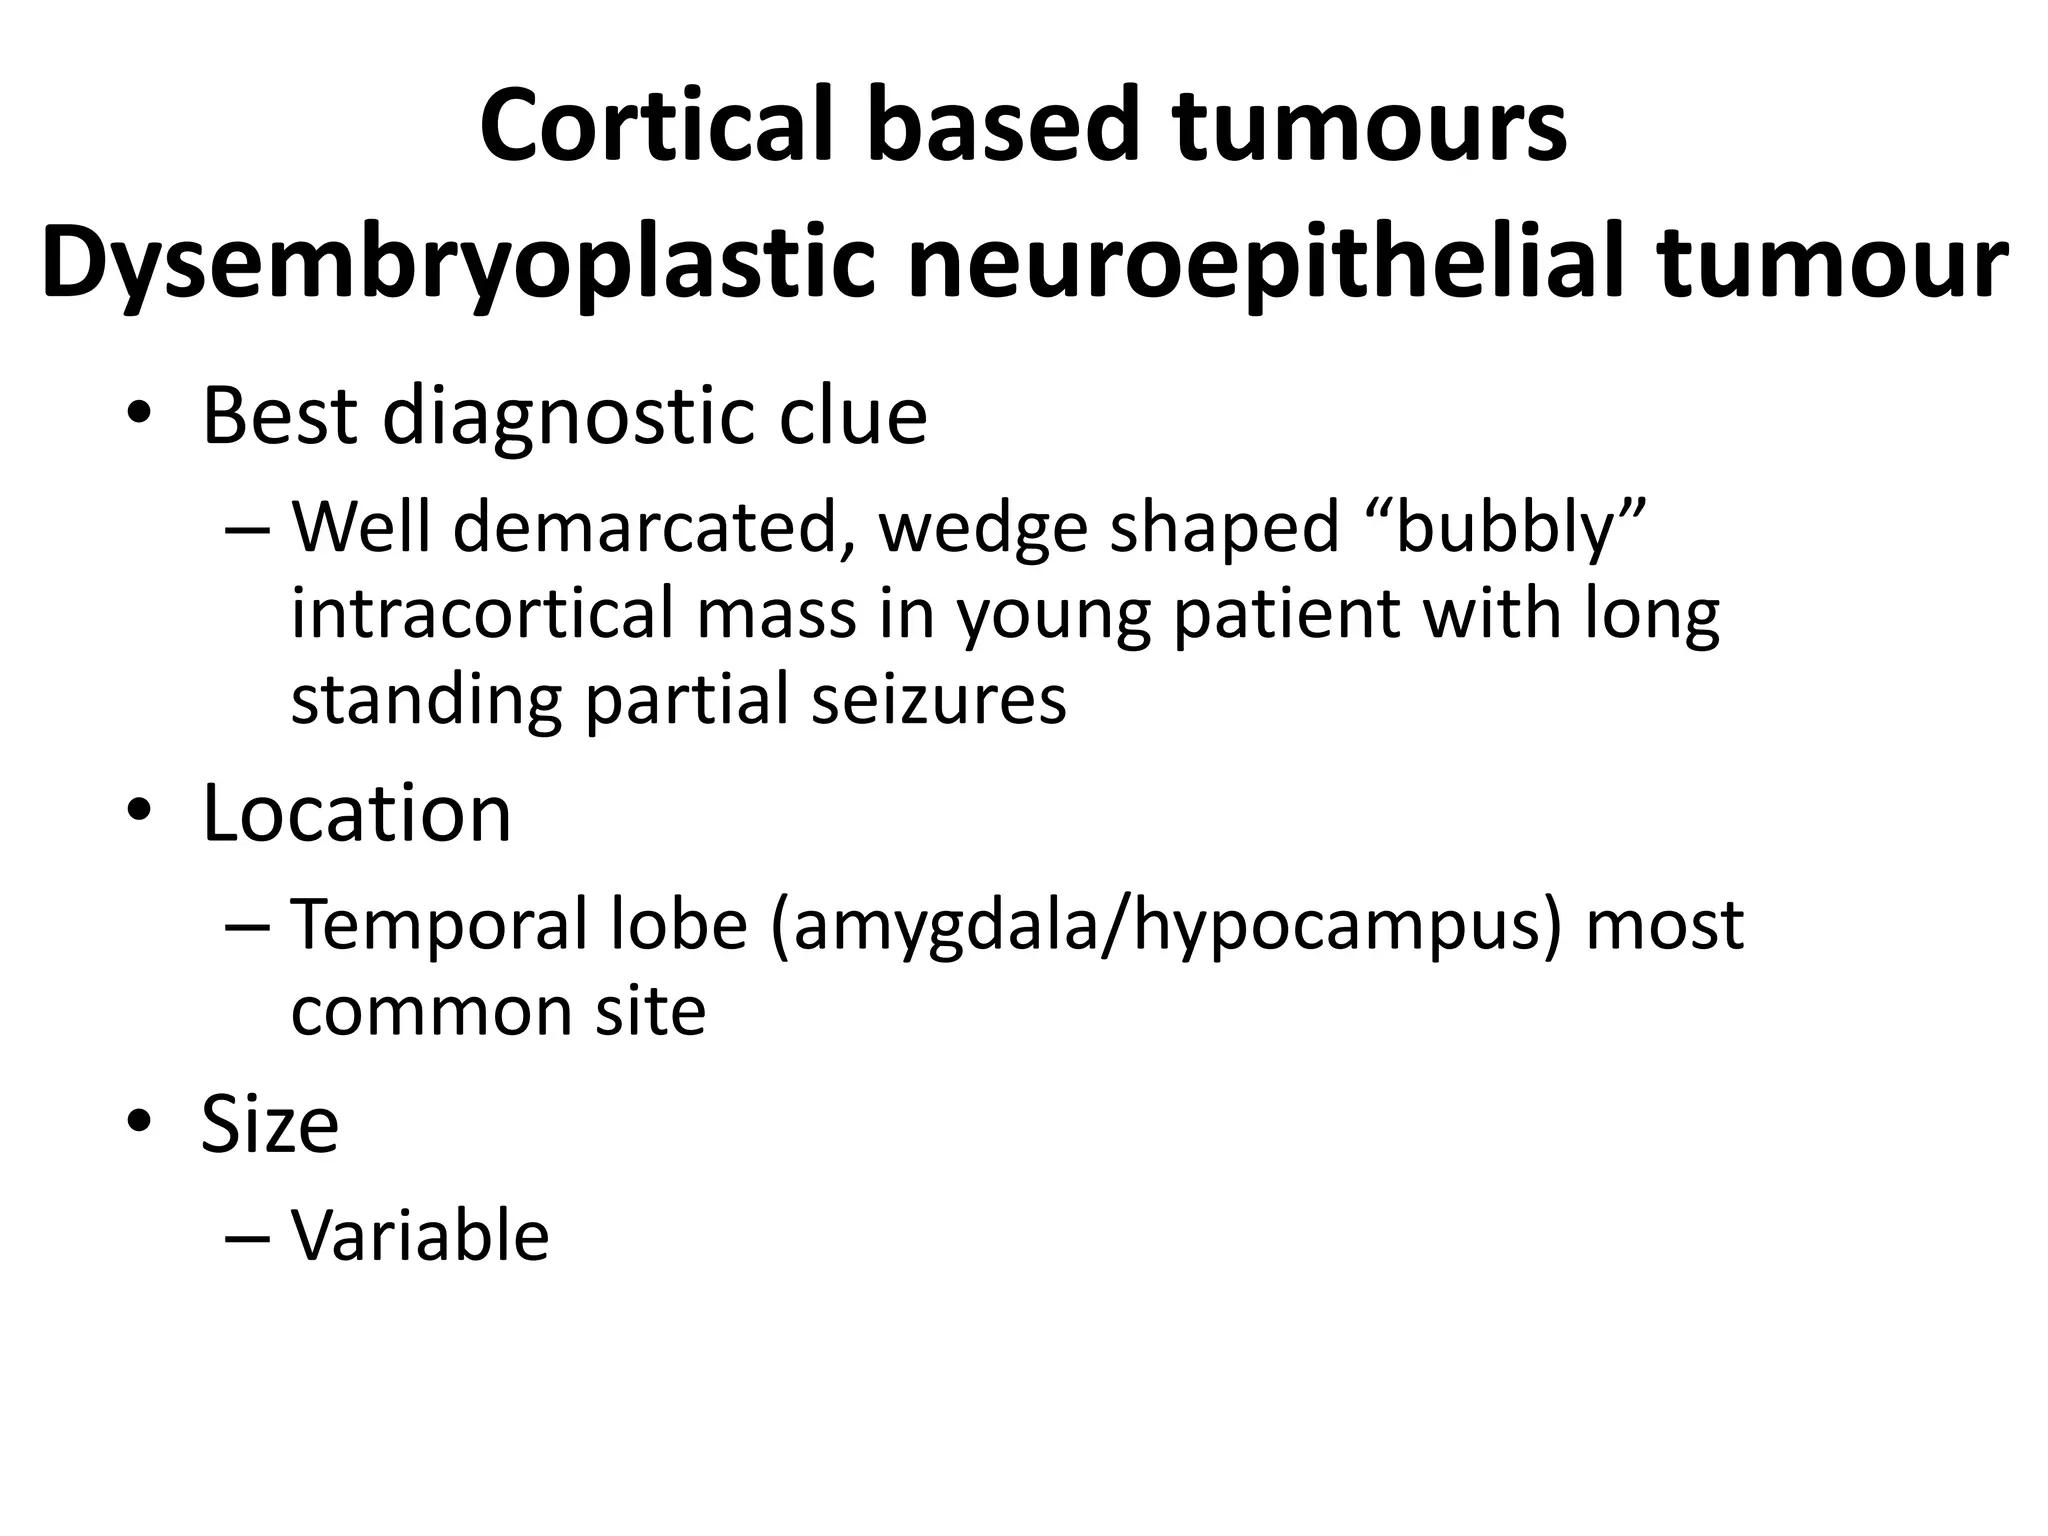 Cortical based tumours
Dysembryoplastic neuroepithelial tumour
• Best diagnostic clue
– Well demarcated, wedge shaped “bubbly”
intracortical mass in young patient with long
standing partial seizures
• Location
– Temporal lobe (amygdala/hypocampus) most
common site
• Size
– Variable